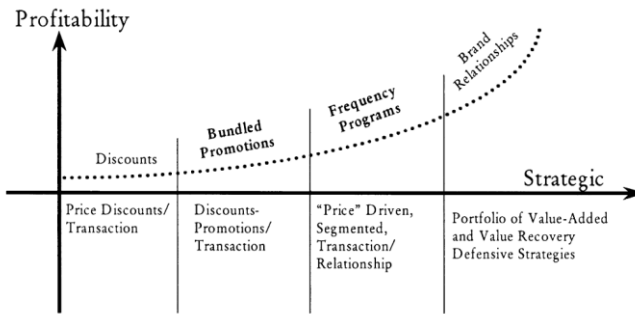 Profitability
Brand
Relationships
Frequency
Programs
Bundled
Promotions
Discounts
Strategic
Price Discounts/
Transaction
Discounts-
Promotions/
Transaction
"Price" Driven,
Segmented,
Transaction/
Relationship
Portfolio of Value-Added
and Value Recovery
Defensive Strategies